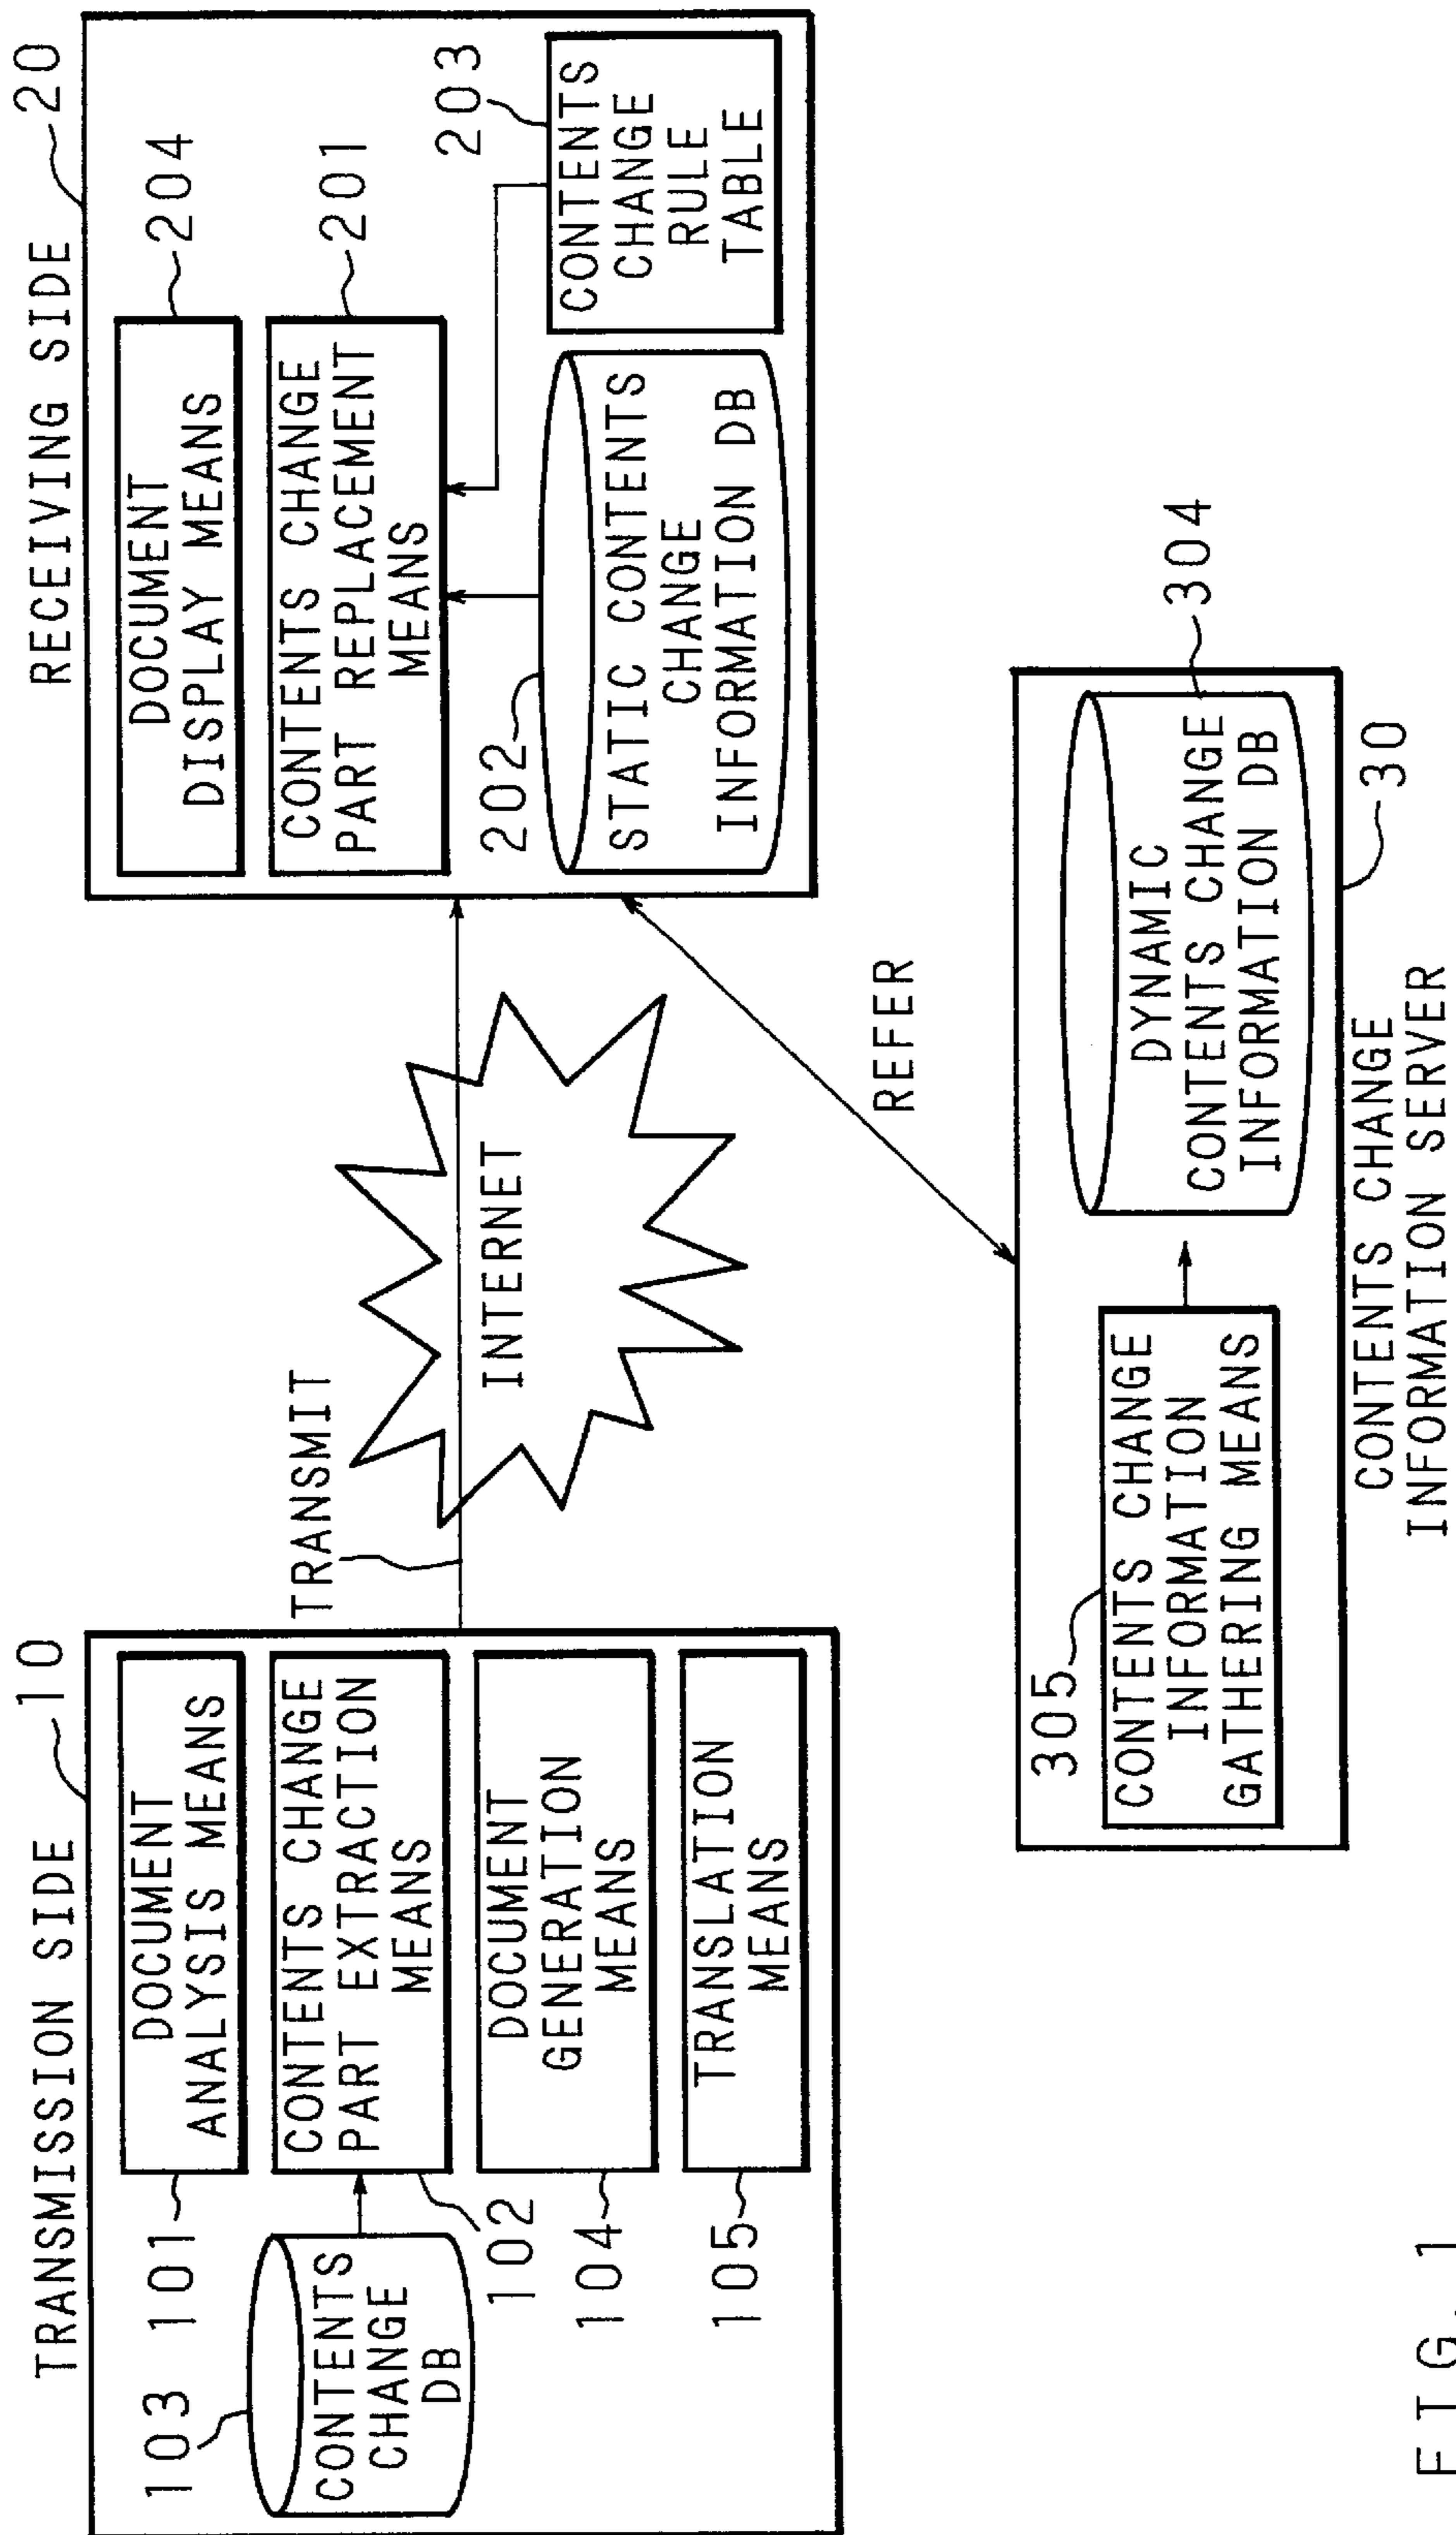 TRANSMISSION SIDE
10
DOCUMENT
ANALYSIS MEANS
101
CONTENTS CHANGE
PART EXTRACTION
MEANS
102
103
CONTENTS
CHANGE
DB
DOCUMENT
GENERATION
MEANS
104
TRANSLATION
MEANS
105
TRANSMIT
INTERNET
RECEIVING SIDE
20
DOCUMENT
DISPLAY MEANS
204
CONTENTS CHANGE
PART REPLACEMENT
MEANS
201
202
STATIC CONTENTS
CHANGE
INFORMATION DB
203
CONTENTS
CHANGE
RULE
TABLE
REFER
305
CONTENTS CHANGE
INFORMATION
GATHERING MEANS
DYNAMIC
CONTENTS CHANGE
INFORMATION DB
304
30
CONTENTS CHANGE
INFORMATION SERVER
FIG. 1